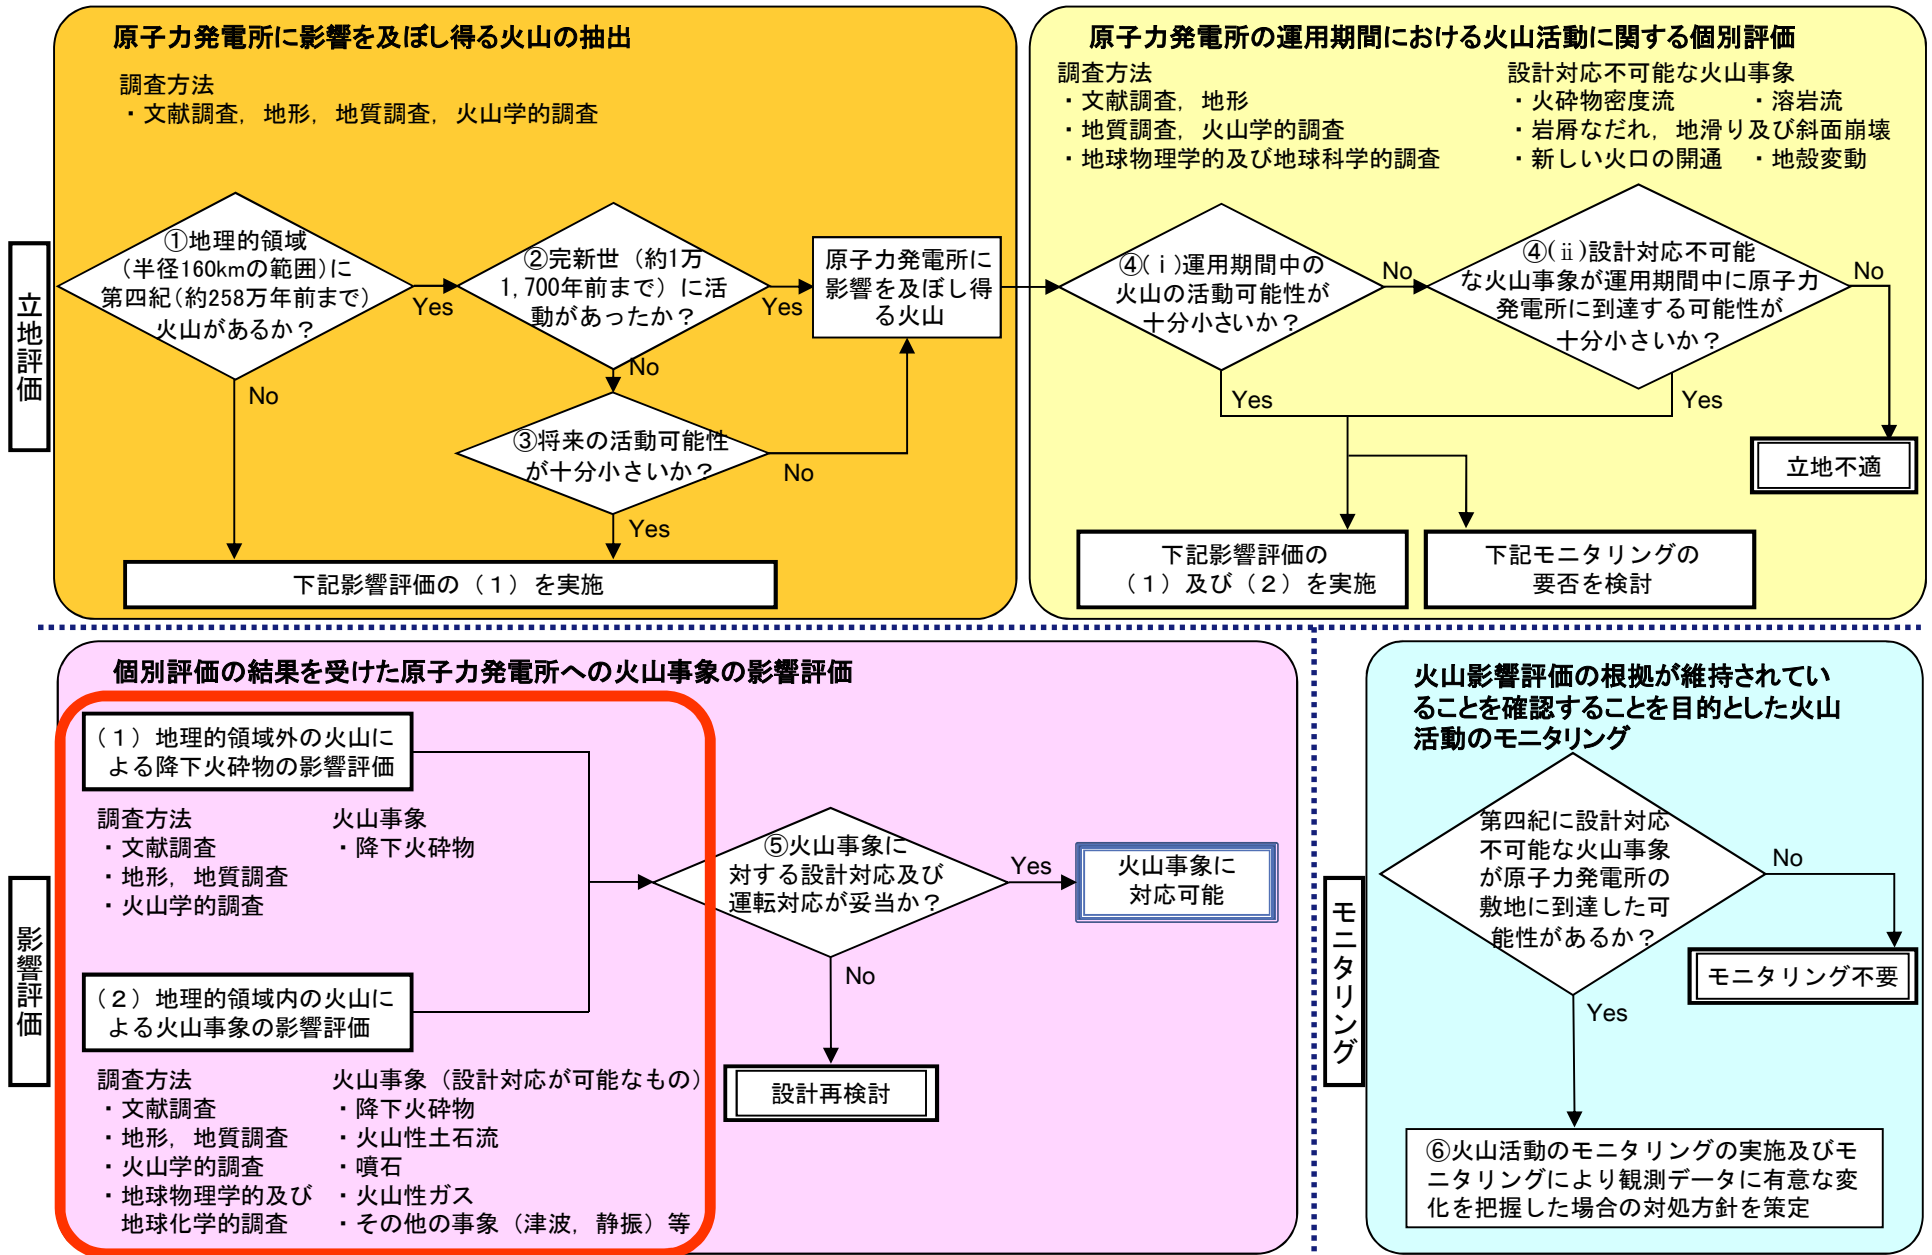 原子力発電所に影響を及ぼし得る火山の抽出
調査方法
・文献調査，地形，地質調査，火山学的調査
立地評価
①地理的領域
（半径160kmの範囲）に
第四紀（約258万年前まで）
火山があるか？
Yes
No
②完新世（約1万
1,700年前まで）に活
動があったか？
Yes
No
③将来の活動可能性
が十分小さいか？
No
Yes
原子力発電所に
影響を及ぼし得
る火山
下記影響評価の（１）を実施
原子力発電所の運用期間における火山活動に関する個別評価
調査方法
・文献調査，地形
・地質調査，火山学的調査
・地球物理学的及び地球科学的調査
設計対応不可能な火山事象
・火砕物密度流　　　・溶岩流
・岩屑なだれ，地滑り及び斜面崩壊
・新しい火口の開通　・地殻変動
④(ⅰ)運用期間中の
火山の活動可能性が
十分小さいか？
No
Yes
④(ⅱ)設計対応不可能
な火山事象が運用期間中に原子力
発電所に到達する可能性が
十分小さいか？
No
Yes
立地不適
下記影響評価の
（１）及び（２）を実施
下記モニタリングの
要否を検討
個別評価の結果を受けた原子力発電所への火山事象の影響評価
影響評価
（１）地理的領域外の火山に
よる降下火砕物の影響評価
調査方法
・文献調査
・地形，地質調査
・火山学的調査
火山事象
・降下火砕物
（２）地理的領域内の火山に
よる火山事象の影響評価
調査方法
・文献調査
・地形，地質調査
・火山学的調査
・地球物理学的及び
地球化学的調査
火山事象（設計対応が可能なもの）
・降下火砕物
・火山性土石流
・噴石
・火山性ガス
・その他の事象（津波，静振）等
⑤火山事象に
対する設計対応及び
運転対応が妥当か？
Yes
No
火山事象に
対応可能
設計再検討
火山影響評価の根拠が維持されてい
ることを確認することを目的とした火山
活動のモニタリング
モニタリング
第四紀に設計対応
不可能な火山事象
が原子力発電所の
敷地に到達した可
能性があるか？
No
Yes
モニタリング不要
⑥火山活動のモニタリングの実施及びモ
ニタリングにより観測データに有意な変
化を把握した場合の対処方針を策定